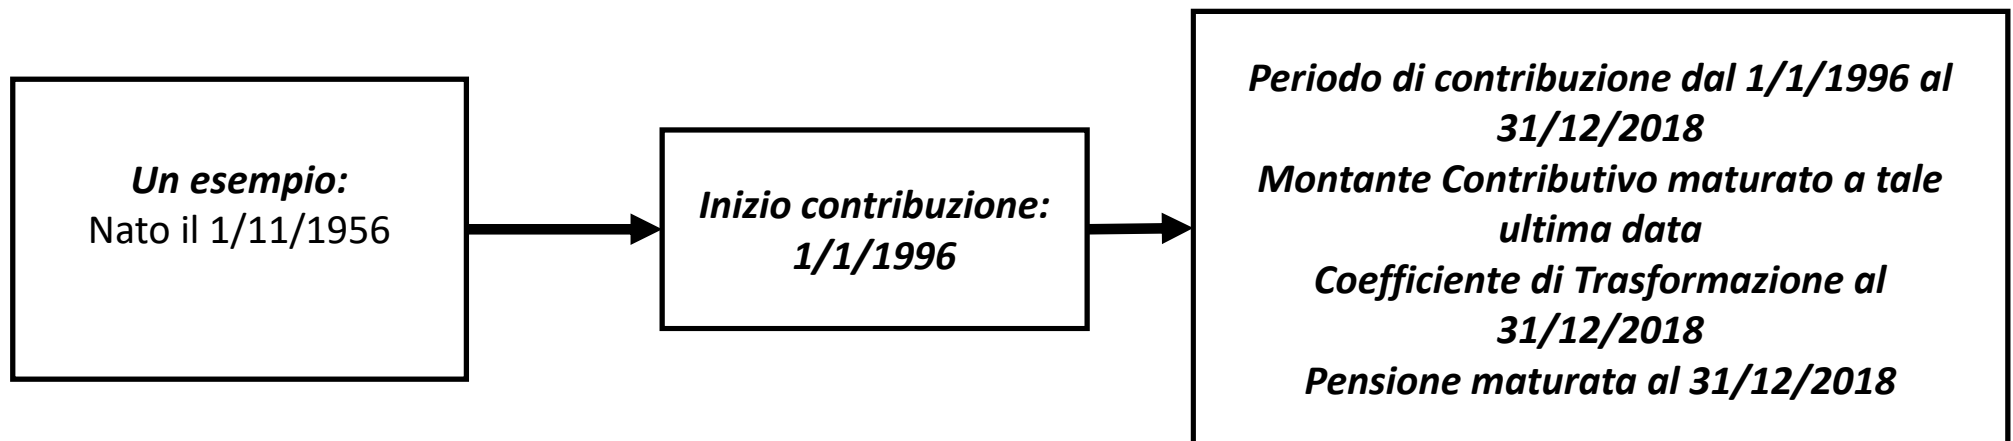 Un esempio:
Nato il 1/11/1956
Inizio contribuzione:
1/1/1996
Periodo di contribuzione dal 1/1/1996 al
31/12/2018
Montante Contributivo maturato a tale
ultima data
Coefficiente di Trasformazione al
31/12/2018
Pensione maturata al 31/12/2018